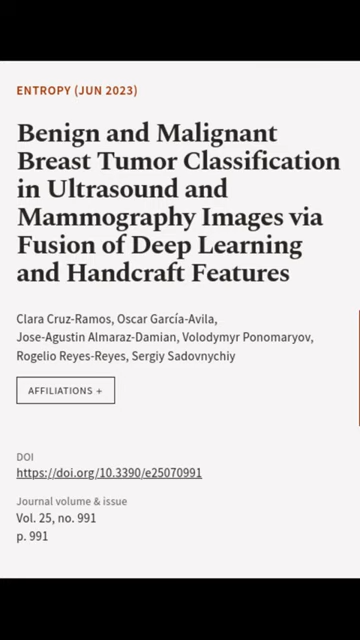 ENTROPY (JUN 2023)
Benign and Malignant
Breast Tumor Classification
in Ultrasound and
Mammography Images via
Fusion of Deep Learning
and Handcraft Features
Clara Cruz-Ramos, Oscar García-Avila,
Jose-Agustin Almaraz-Damian, Volodymyr Ponomaryov,
Rogelio Reyes-Reyes, Sergiy Sadovnychiy
AFFILIATIONS +
DOI
https://doi.org/10.3390/e25070991
Journal volume & issue
Vol. 25, no. 991
p. 991